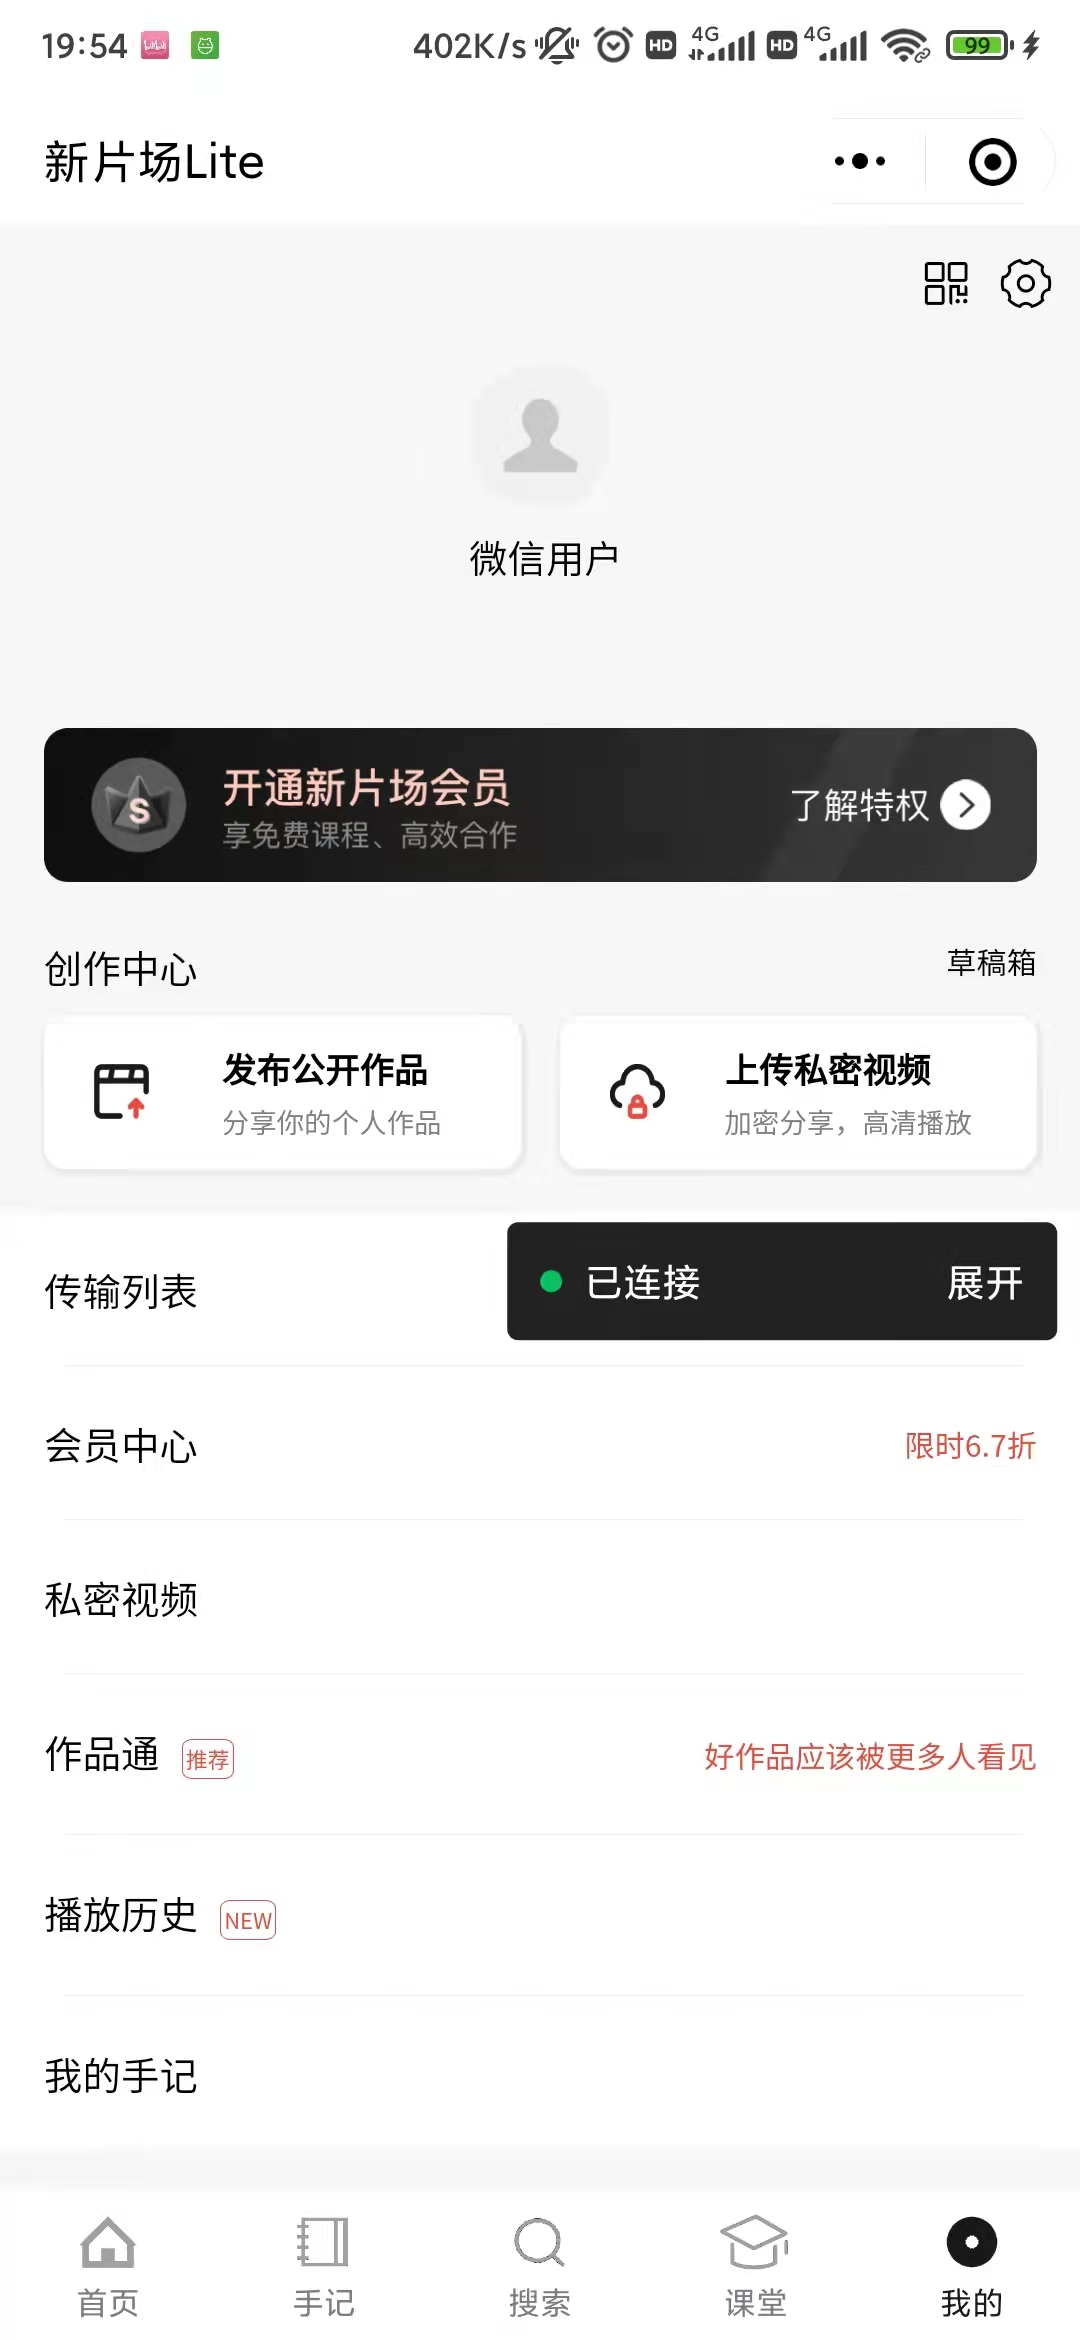 19:54 bilibili 402K/s HD 4G HD 4G 99
新片场Lite
微信用户
S 开通新片场会员
享免费课程、高效合作
了解特权
创作中心 草稿箱
发布公开作品
分享你的个人作品
上传私密视频
加密分享，高清播放
传输列表 已连接 展开
会员中心 限时6.7折
私密视频
作品通 推荐 好作品应该被更多人看见
播放历史 NEW
我的手记
首页 手记 搜索 课堂 我的